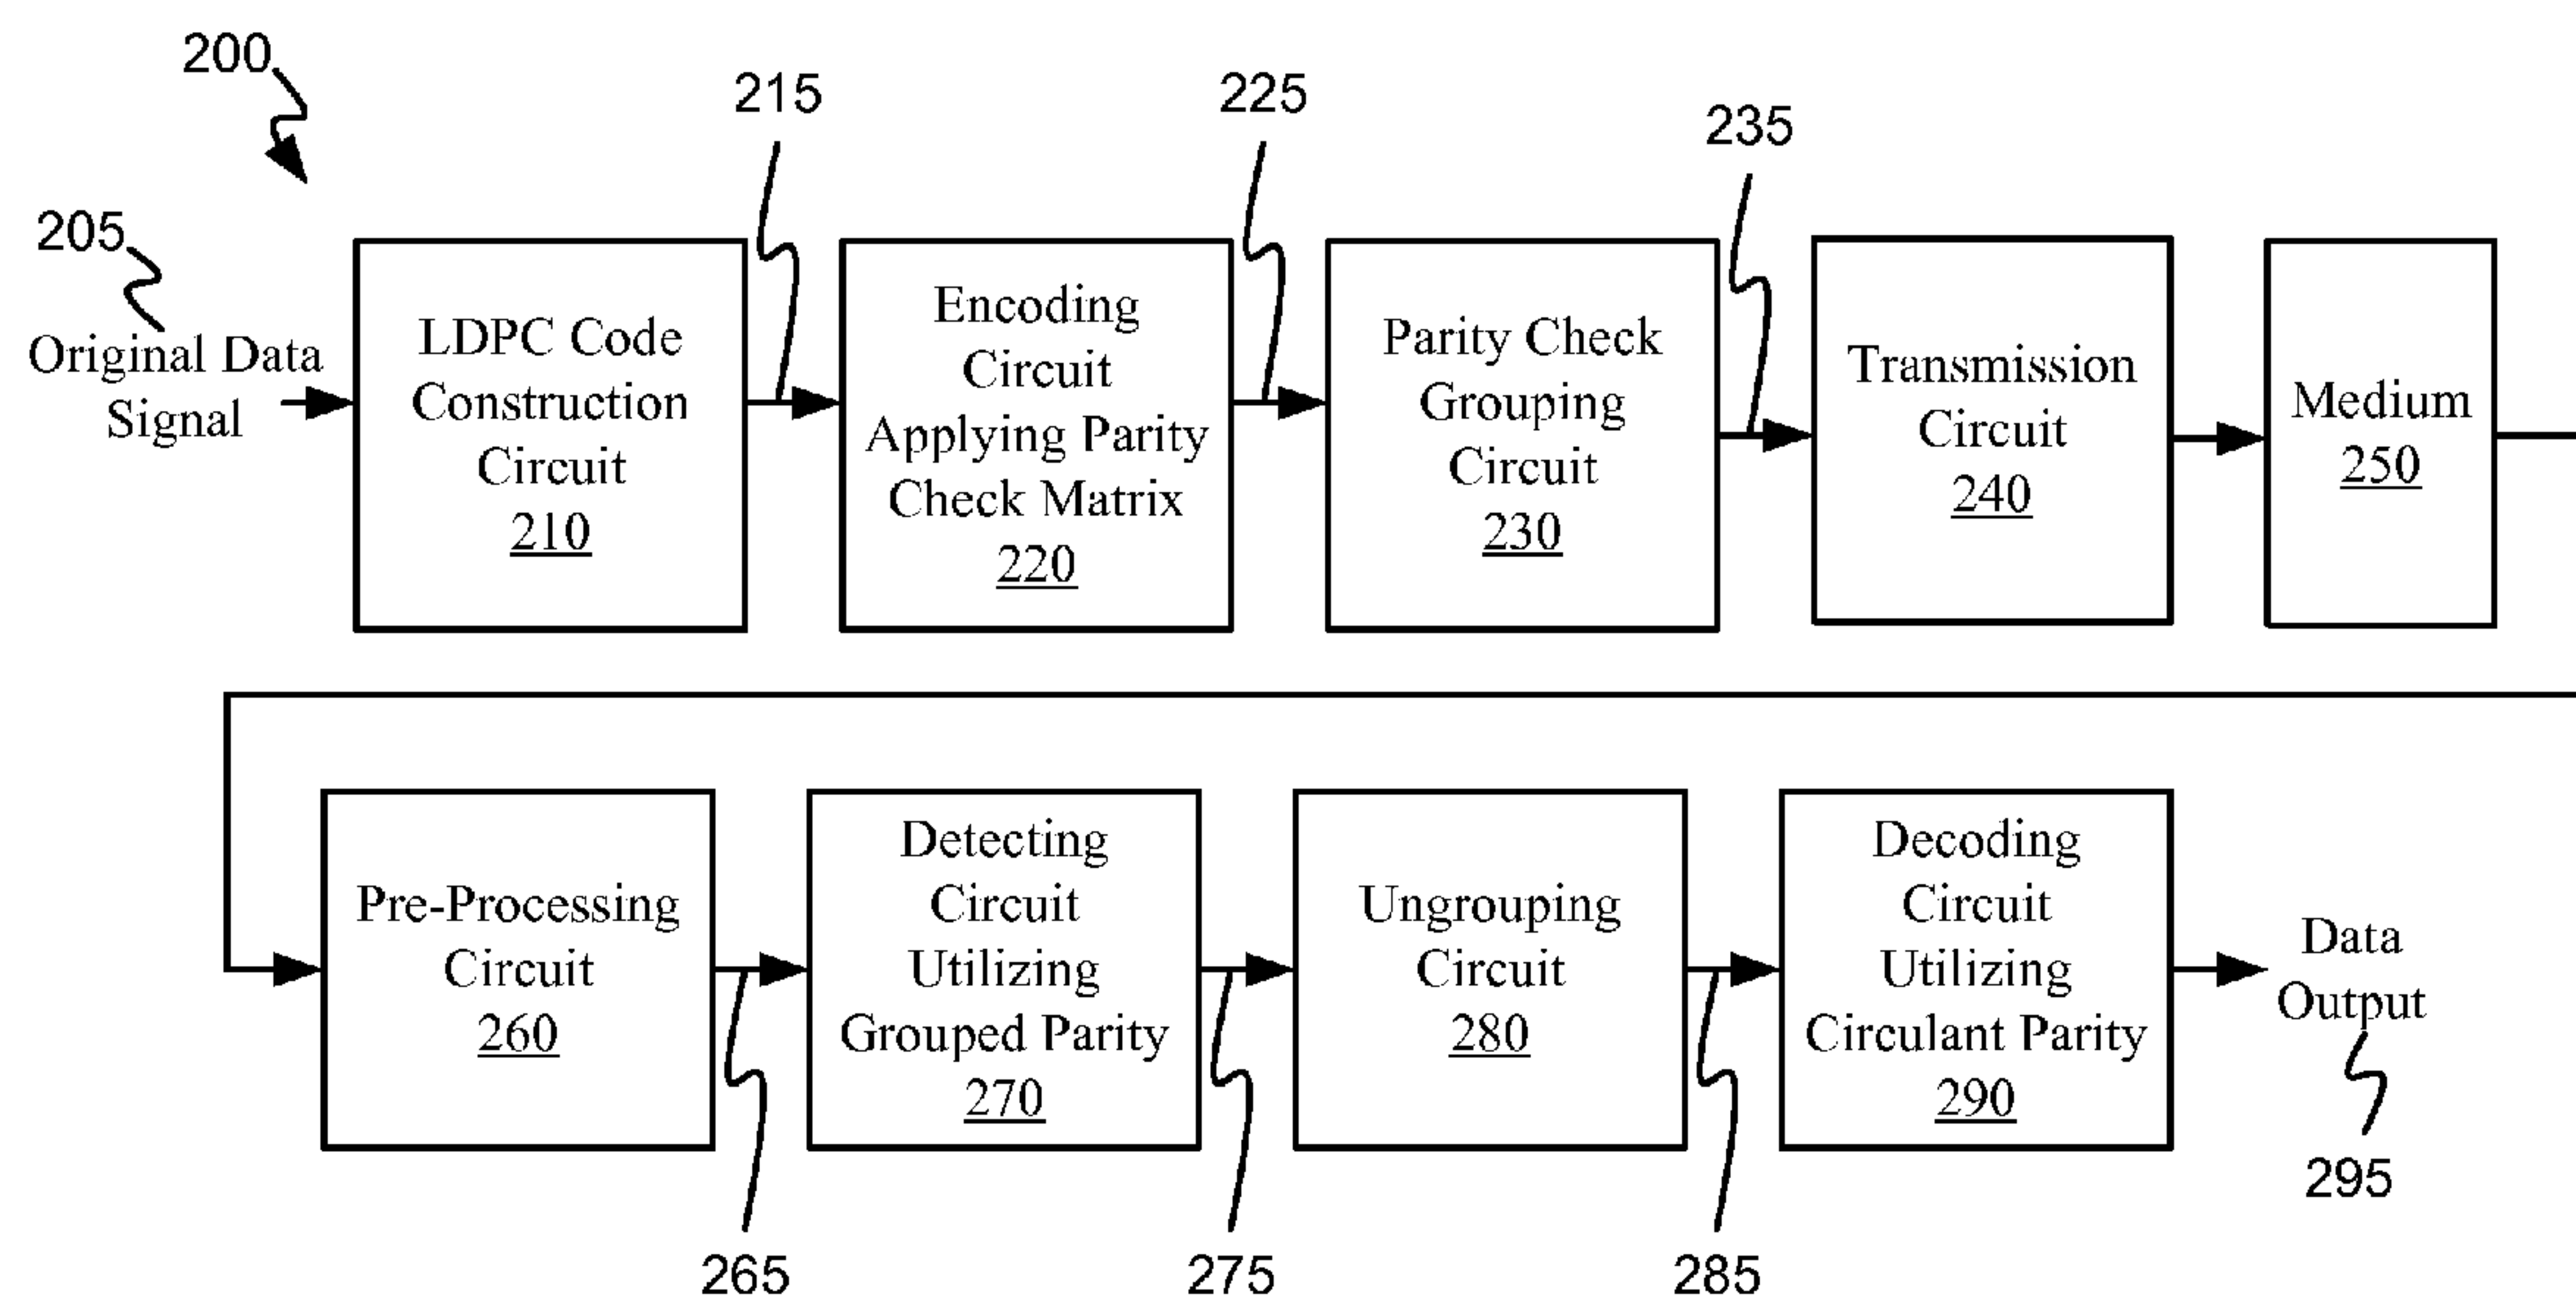 200
215
225
235
205
Original Data
Signal
LDPC Code
Construction
Circuit
210
Encoding
Circuit
Applying Parity
Check Matrix
220
Parity Check
Grouping
Circuit
230
Transmission
Circuit
240
Medium
250
Pre-Processing
Circuit
260
Detecting
Circuit
Utilizing
Grouped Parity
270
Ungrouping
Circuit
280
Decoding
Circuit
Utilizing
Circulant Parity
290
Data
Output
295
265
275
285